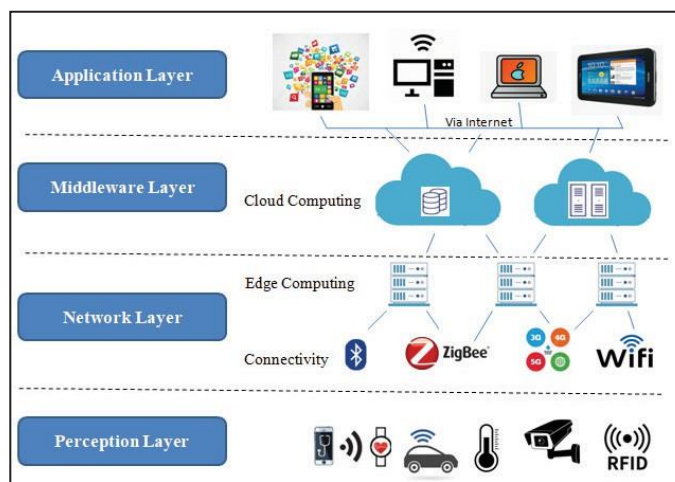 Application Layer
Via Internet
Middleware Layer
Cloud Computing
Edge Computing
Network Layer
3G 4G
5G
Connectivity
ZigBee
Wifi
Perception Layer
RFID